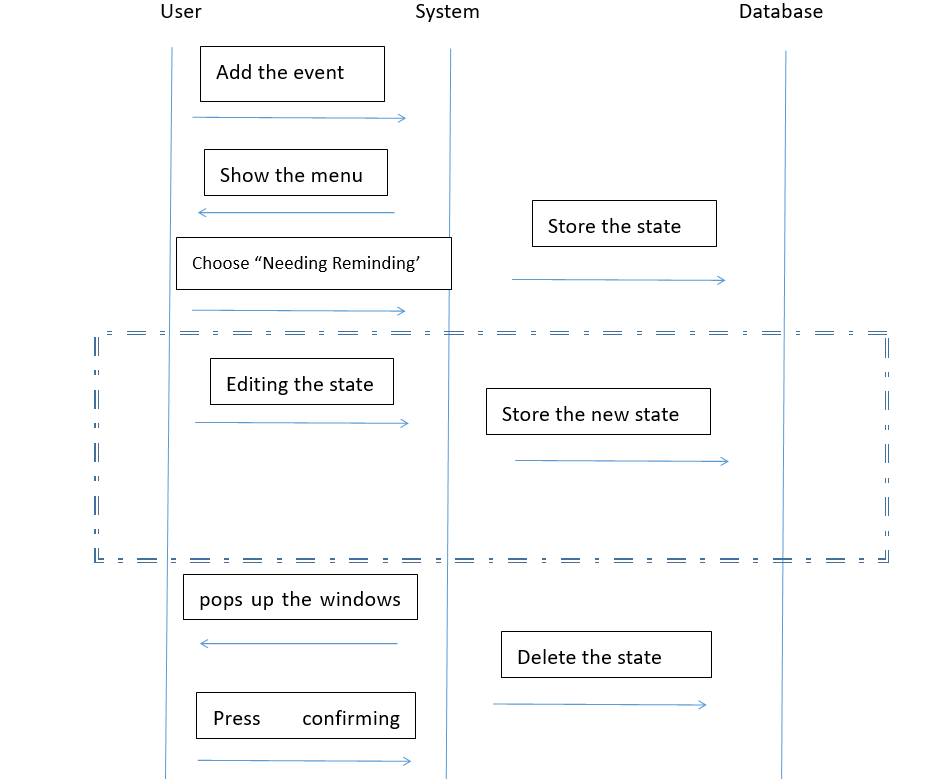 User
System
Database
Add the event
Show the menu
Store the state
Choose “Needing Reminding’
Editing the state
Store the new state
pops up the windows
Delete the state
Press confirming